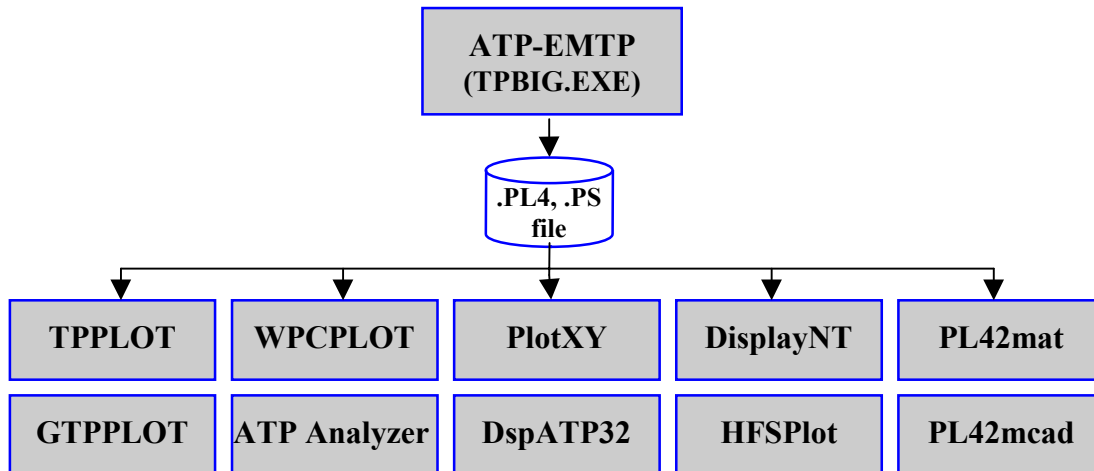 ATP-EMTP
(TPBIG.EXE)
.PL4, .PS
file
TPPLOT
WPCPLOT
PlotXY
DisplayNT
PL42mat
GTPPLOT
ATP Analyzer
DspATP32
HFSPlot
PL42mcad